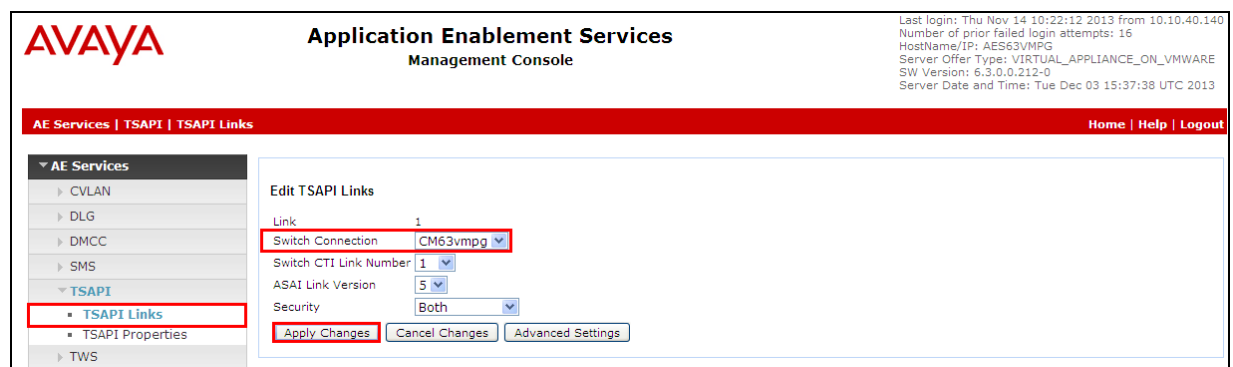 AVAYA
Application Enablement Services
Management Console
Last login: Thu Nov 14 10:22:12 2013 from 10.10.40.140
Number of prior failed login attempts: 16
HostName/IP: AES63VMPG
Server Offer Type: VIRTUAL_APPLIANCE_ON_VMWARE
SW Version: 6.3.0.0.212-0
Server Date and Time: Tue Dec 03 15:37:38 UTC 2013
AE Services | TSAPI | TSAPI Links
Home | Help | Logout
AE Services
CVLAN
DLG
DMCC
SMS
TSAPI
TSAPI Links
TSAPI Properties
TWS
Edit TSAPI Links
Link 1
Switch Connection CM63vmpg
Switch CTI Link Number 1
ASAI Link Version 5
Security Both
Apply Changes Cancel Changes Advanced Settings